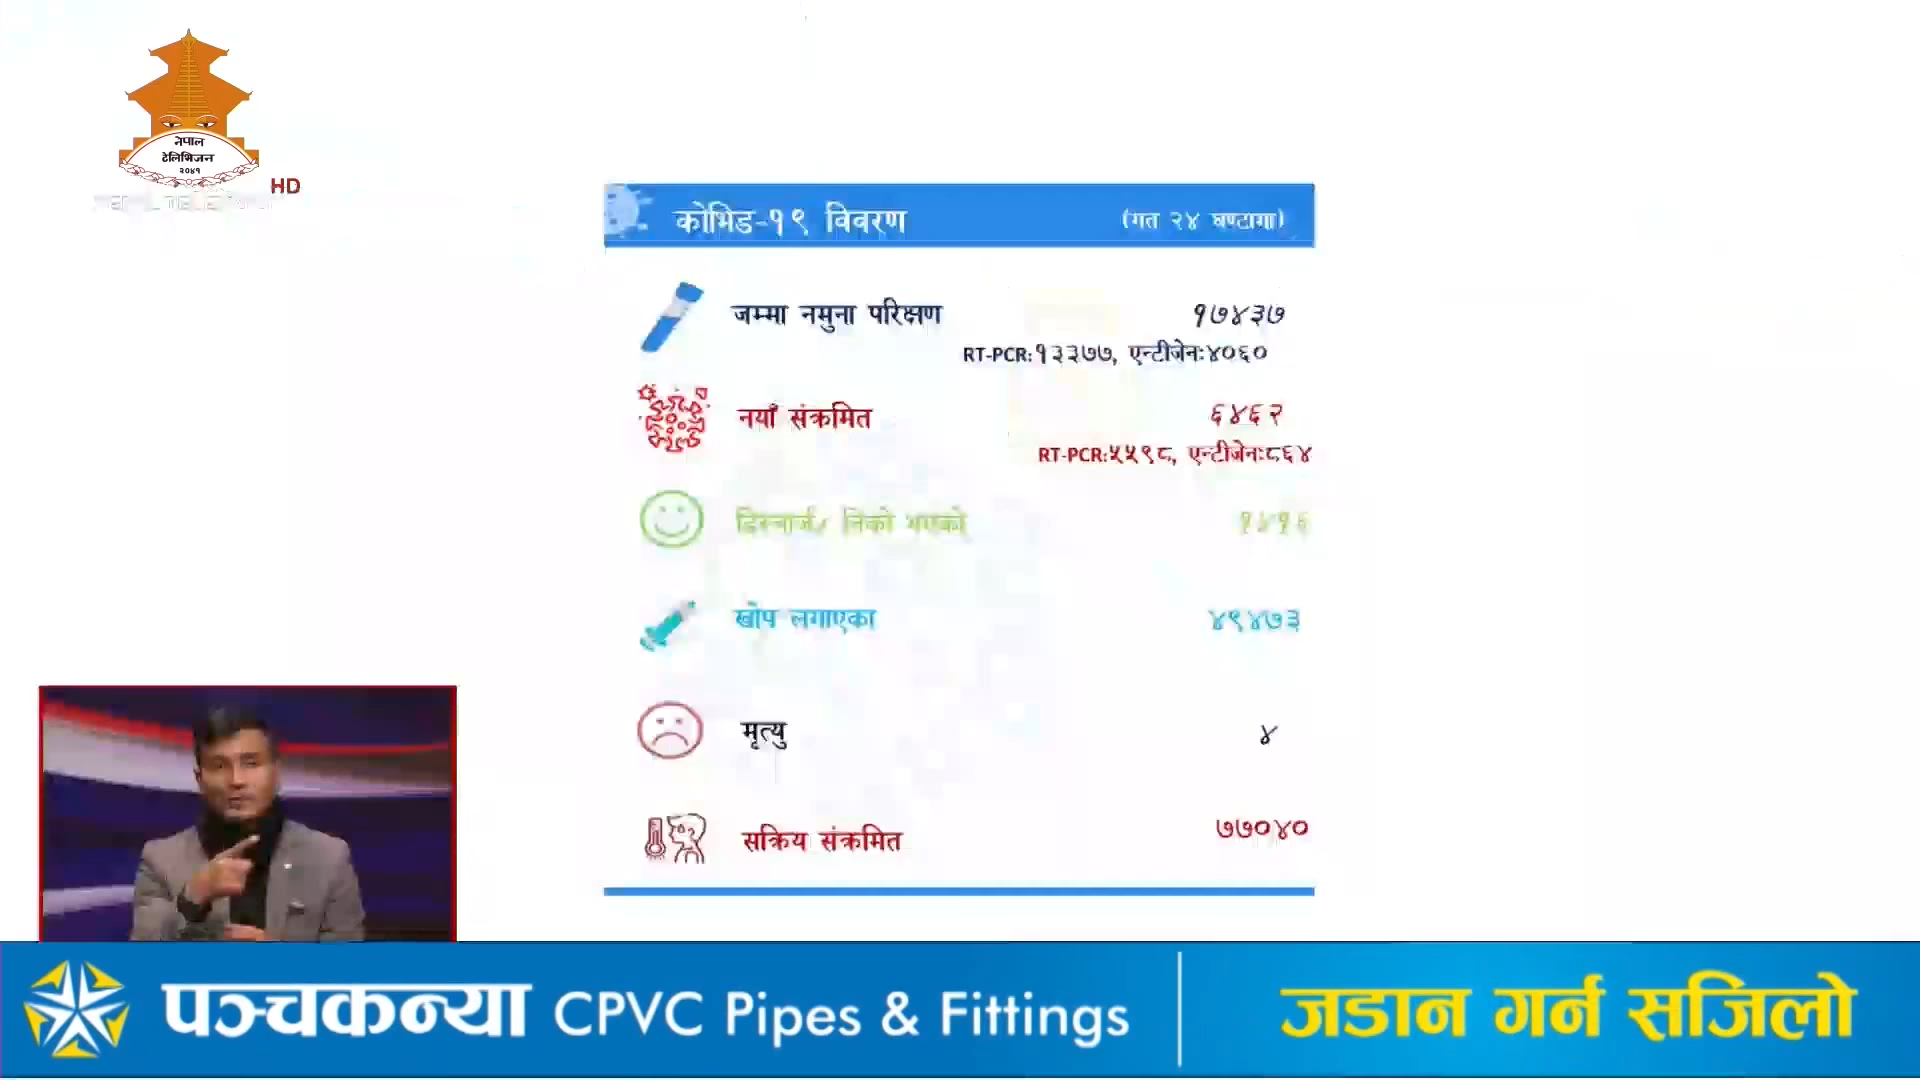 नेपाल
टेलिभिजन
२०४१
HD
कोभिड-१९ विवरण (गत २४ घण्टामा)
जम्मा नमुना परिक्षण १७४३७
RT-PCR:१३३७७, एन्टीजेन:४०६०
नयाँ संक्रमित ६४६२
RT-PCR:५५९८, एन्टीजेन:८६४
डिस्चार्ज/ निको भएको १४१६
खोप लगाएका ४९४७३
मृत्यु ४
सक्रिय संक्रमित ७७०४०
पञ्चकन्या CPVC Pipes & Fittings
जडान गर्न सजिलो